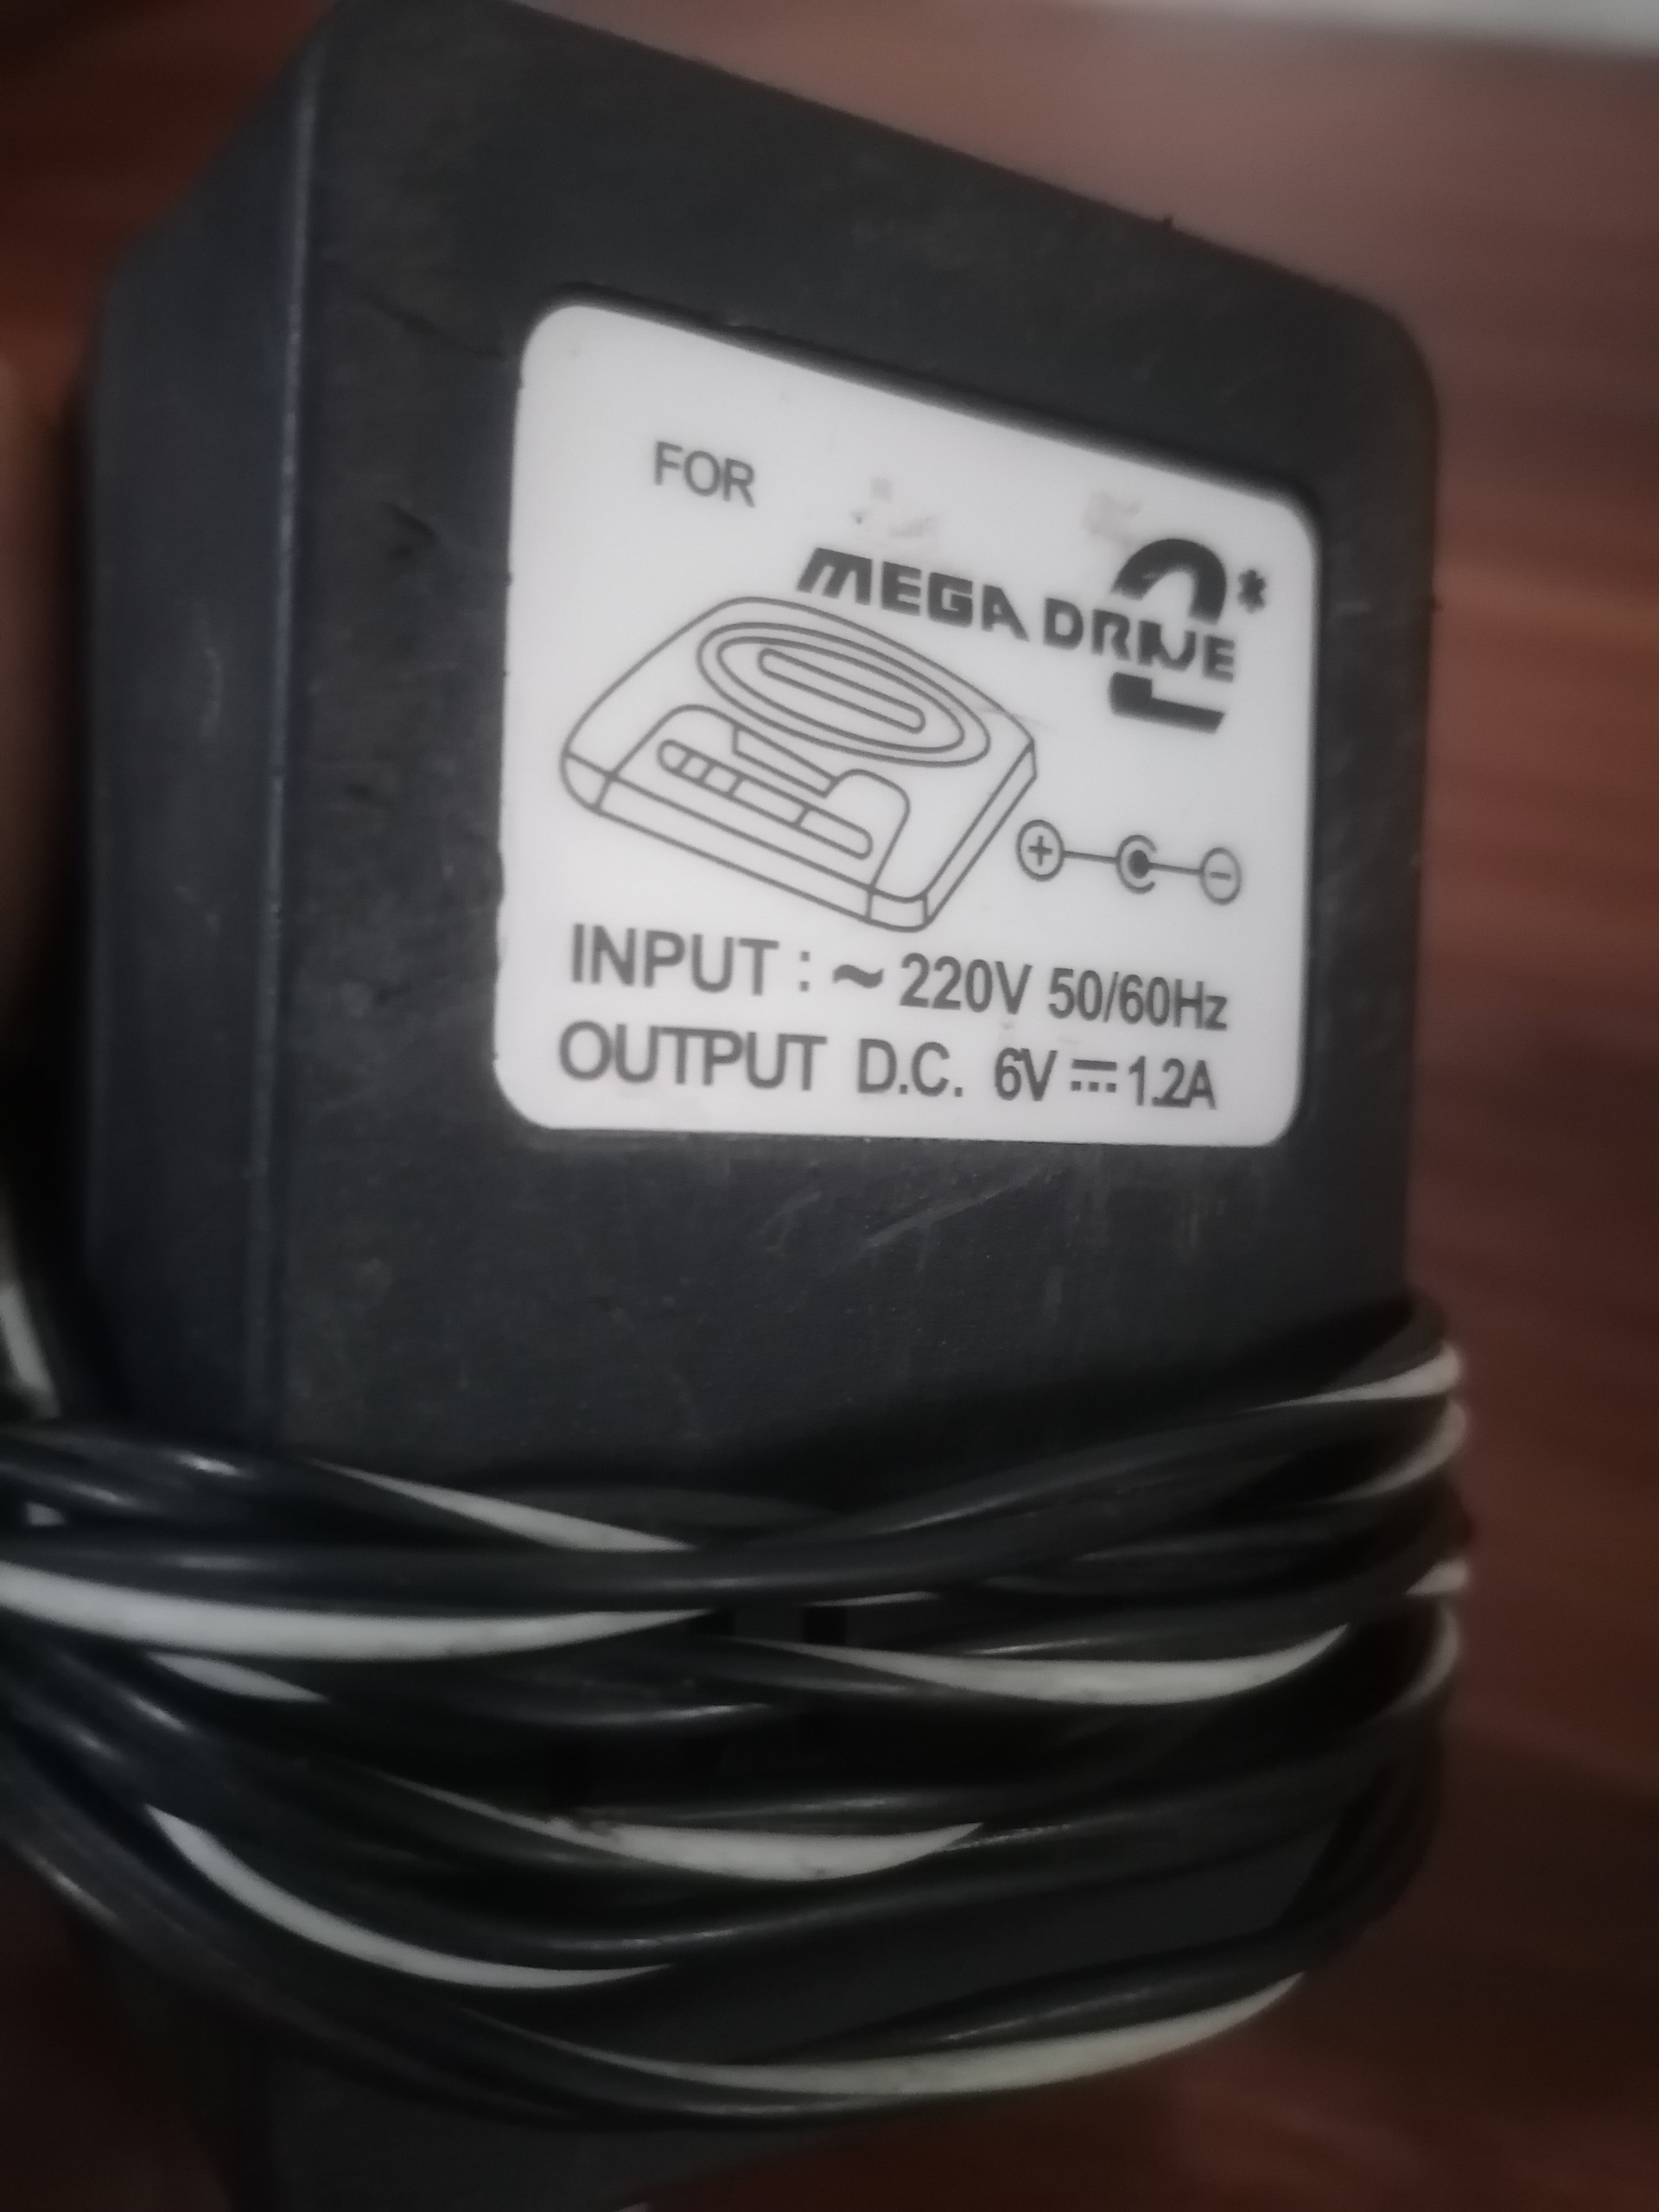 FOR
MEGA DRIVE 2*
+ -
INPUT : ~ 220V 50/60Hz
OUTPUT D.C. 6V ⎓ 1.2A